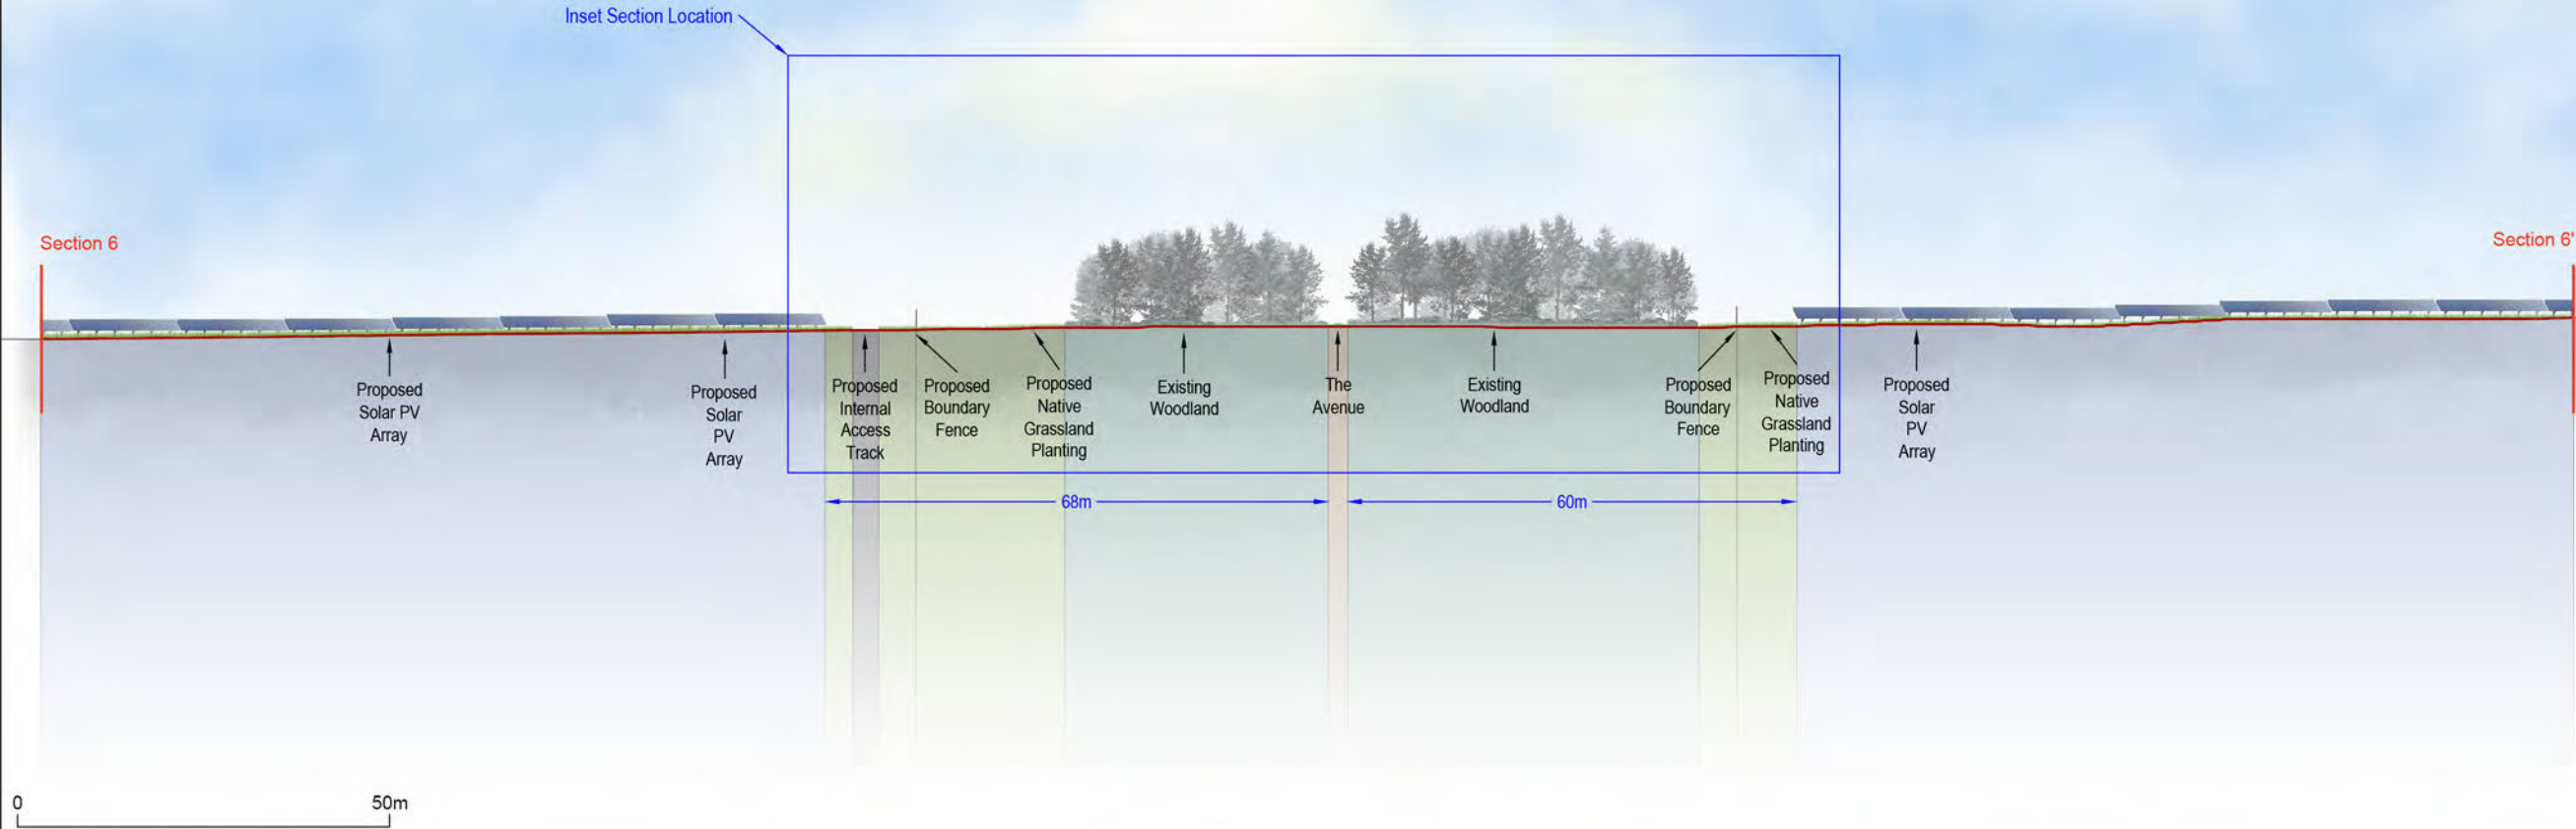 Inset Section Location
Section 6
Section 6'
Proposed
Solar PV
Array
Proposed
Solar
PV
Array
Proposed
Internal
Access
Track
Proposed
Boundary
Fence
Proposed
Native
Grassland
Planting
Existing
Woodland
The
Avenue
Existing
Woodland
Proposed
Boundary
Fence
Proposed
Native
Grassland
Planting
Proposed
Solar
PV
Array
68m
60m
0
50m